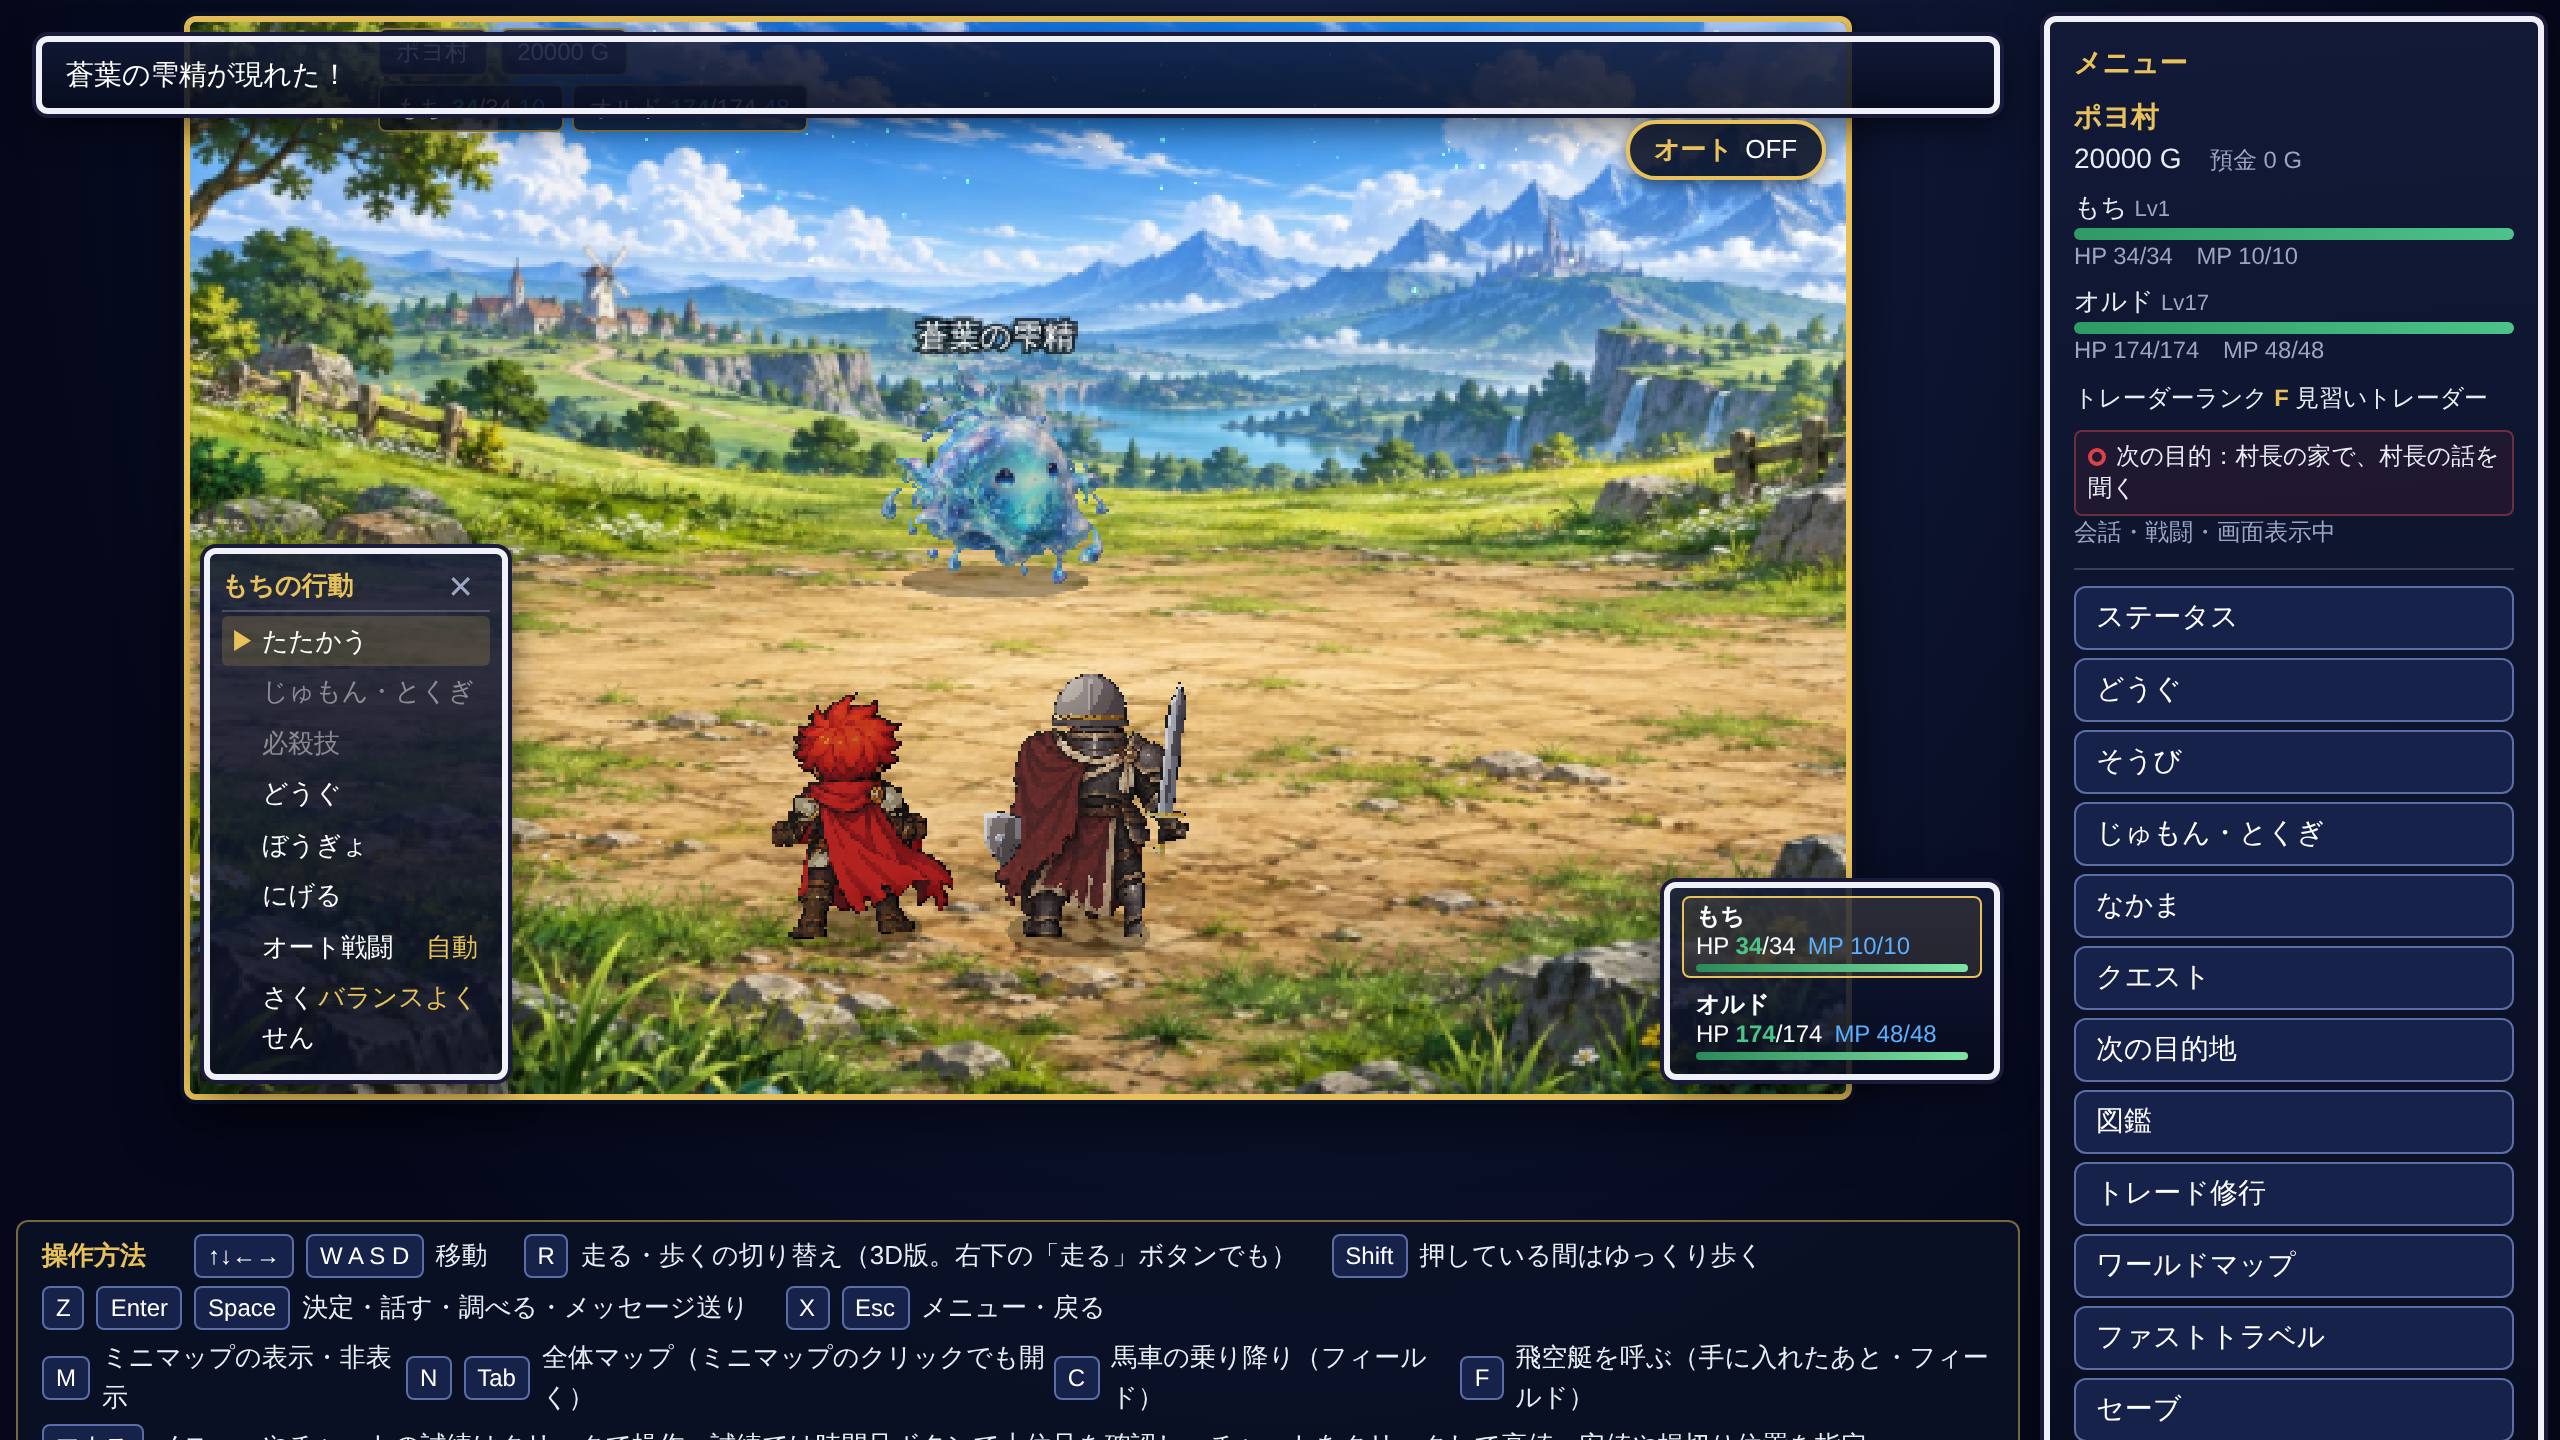 ポヨ村 20000 G
蒼葉の雫精が現れた！
オート OFF
蒼葉の雫精
もちの行動 ✕
▶ たたかう
じゅもん・とくぎ
必殺技
どうぐ
ぼうぎょ
にげる
オート戦闘 自動
さく バランスよく
せん
もち
HP 34/34 MP 10/10
オルド
HP 174/174 MP 48/48
メニュー
ポヨ村
20000 G 預金 0 G
もち Lv1
HP 34/34 MP 10/10
オルド Lv17
HP 174/174 MP 48/48
トレーダーランク F 見習いトレーダー
次の目的：村長の家で、村長の話を
聞く
会話・戦闘・画面表示中
ステータス
どうぐ
そうび
じゅもん・とくぎ
なかま
クエスト
次の目的地
図鑑
トレード修行
ワールドマップ
ファストトラベル
セーブ
操作方法 ↑↓←→ W A S D 移動 R 走る・歩くの切り替え（3D版。右下の「走る」ボタンでも） Shift 押している間はゆっくり歩く
Z Enter Space 決定・話す・調べる・メッセージ送り X Esc メニュー・戻る
M ミニマップの表示・非表
示 N Tab 全体マップ（ミニマップのクリックでも開
く） C 馬車の乗り降り（フィール
ド） F 飛空艇を呼ぶ（手に入れたあと・フィー
ルド）